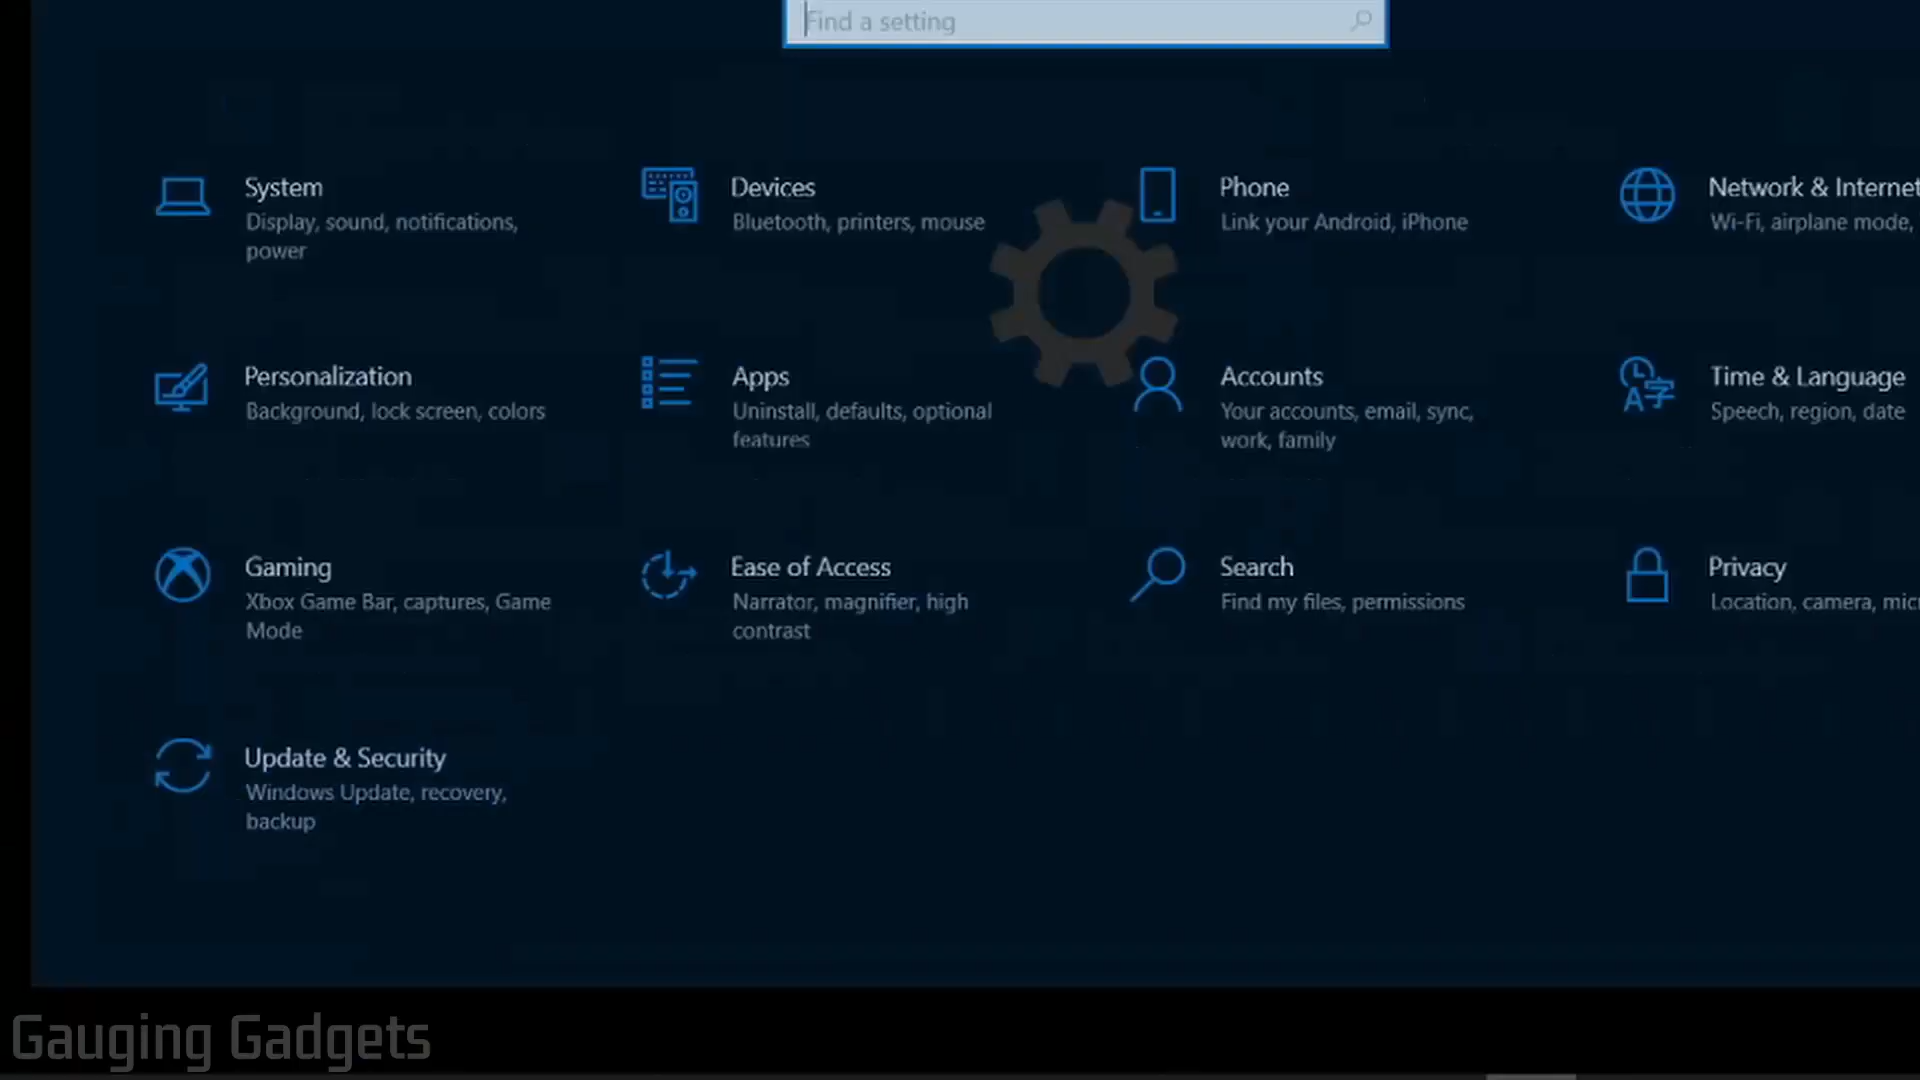 Find a setting
System
Display, sound, notifications,
power
Devices
Bluetooth, printers, mouse
Phone
Link your Android, iPhone
Network & Internet
Wi-Fi, airplane mode,
Personalization
Background, lock screen, colors
Apps
Uninstall, defaults, optional
features
Accounts
Your accounts, email, sync,
work, family
Time & Language
Speech, region, date
Gaming
Xbox Game Bar, captures, Game
Mode
Ease of Access
Narrator, magnifier, high
contrast
Search
Find my files, permissions
Privacy
Location, camera,
Update & Security
Windows Update, recovery,
backup
Gauging Gadgets